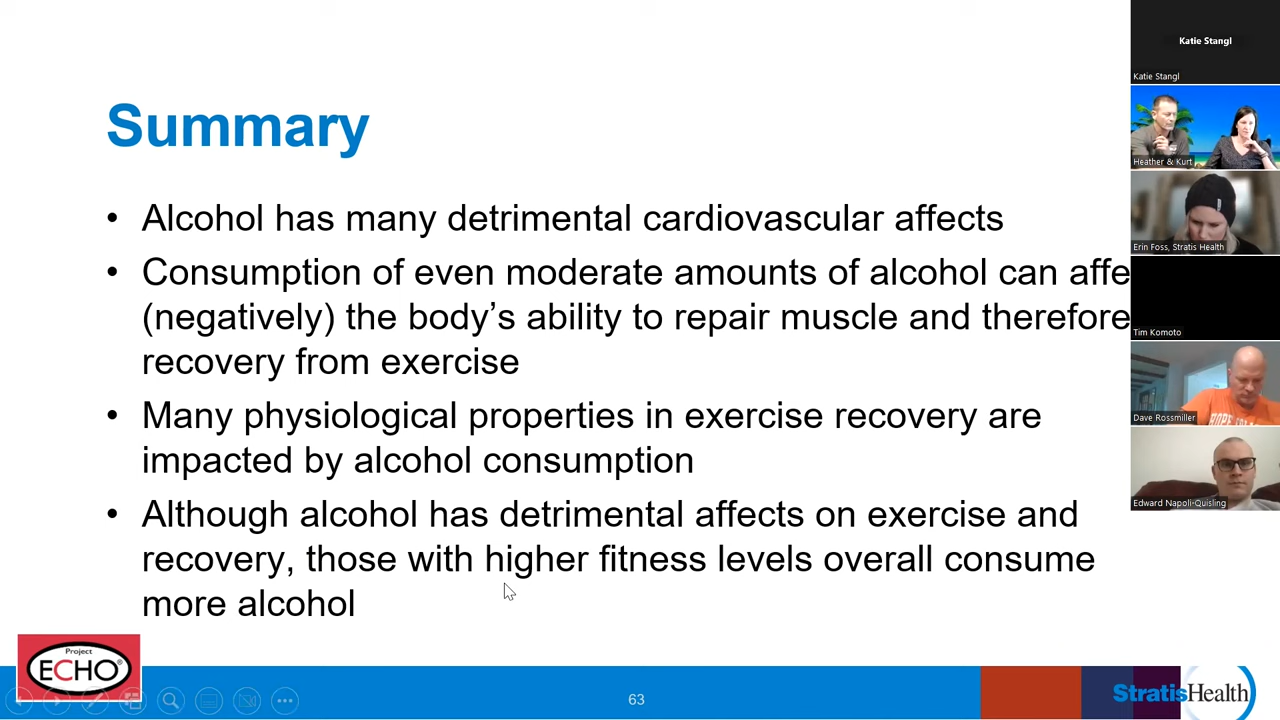 Summary
• Alcohol has many detrimental cardiovascular affects
• Consumption of even moderate amounts of alcohol can affe
(negatively) the body's ability to repair muscle and therefore
recovery from exercise
• Many physiological properties in exercise recovery are
impacted by alcohol consumption
• Although alcohol has detrimental affects on exercise and
recovery, those with higher fitness levels overall consume
more alcohol
Project
ECHO®
63
StratisHealth
Katie Stangl
Katie Stangl
Heather & Kurt
Erin Foss, Stratis Health
Tim Komoto
Dave Rossmiller
Edward Napoli-Quisling